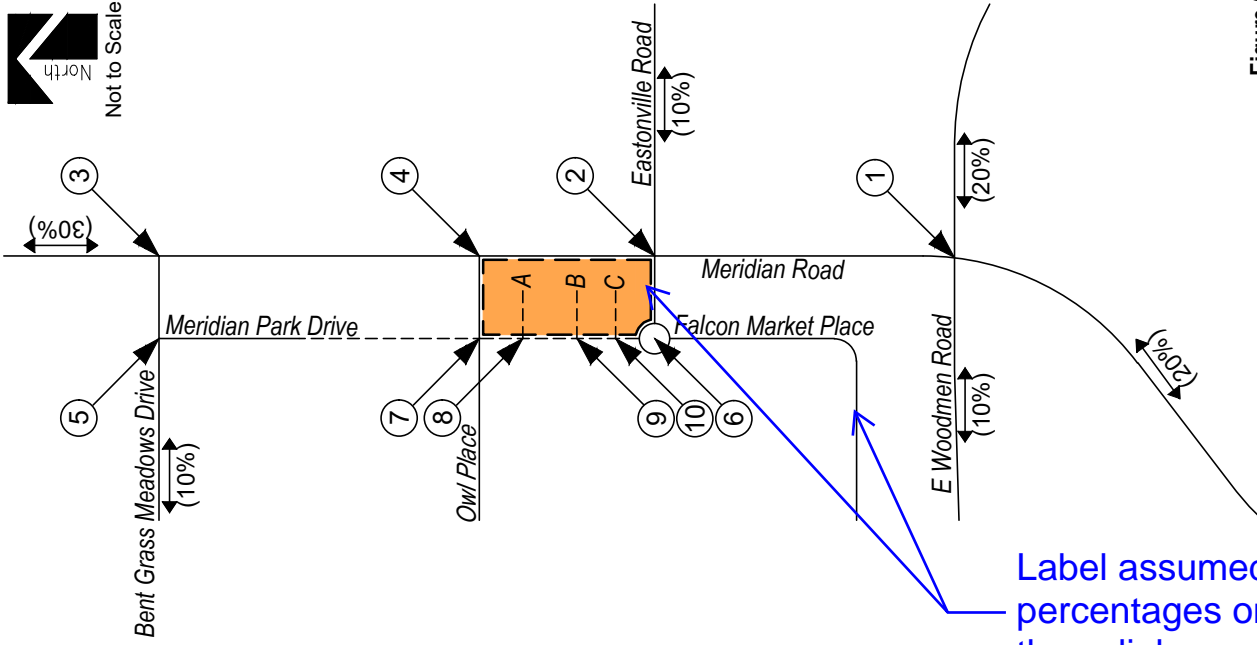 North
Not to Scale
(30%)
3
4
2
1
Eastonville Road
(10%)
(20%)
Meridian Road
A
B
C
Meridian Park Drive
Falcon Market Place
5
7
8
9
10
6
Bent Grass Meadows Drive
(10%)
Owl Place
E Woodmen Road
(10%)
(20%)
Label assumed
percentages on
Figure